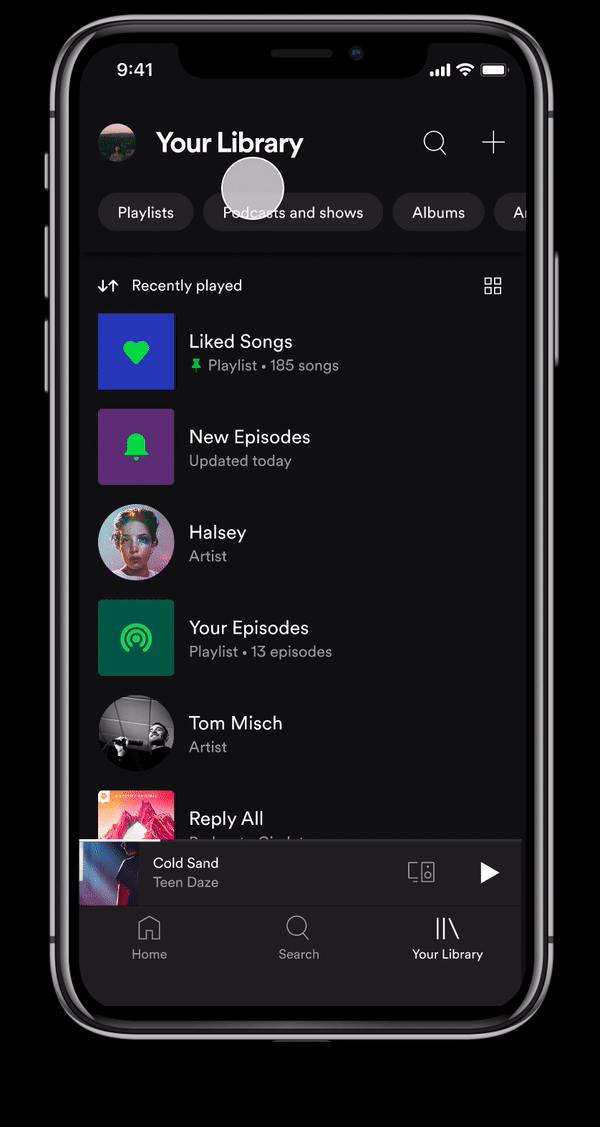 9:41
Your Library
Playlists
Podcasts and shows
Albums
Recently played
Liked Songs
Playlist • 185 songs
New Episodes
Updated today
Halsey
Artist
Your Episodes
Playlist • 13 episodes
Tom Misch
Artist
Reply All
Cold Sand
Teen Daze
Home
Search
Your Library